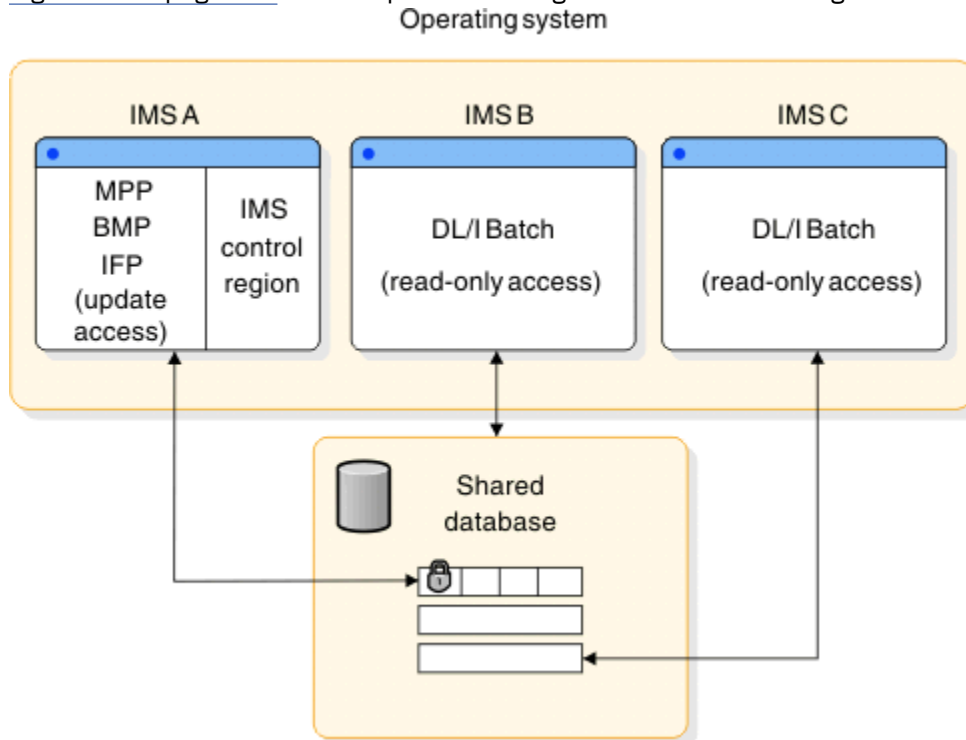 Operating system
IMS A
IMS B
IMS C
MPP
BMP
IFP
(update
access)
IMS
control
region
DL/I Batch
(read-only access)
DL/I Batch
(read-only access)
Shared
database
1